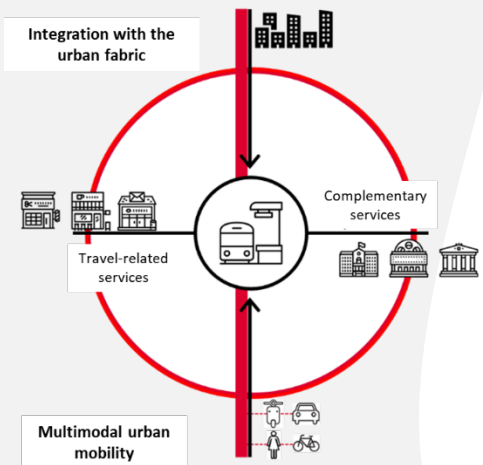 Integration with the
urban fabric
Complementary
services
Travel-related
services
Multimodal urban
mobility